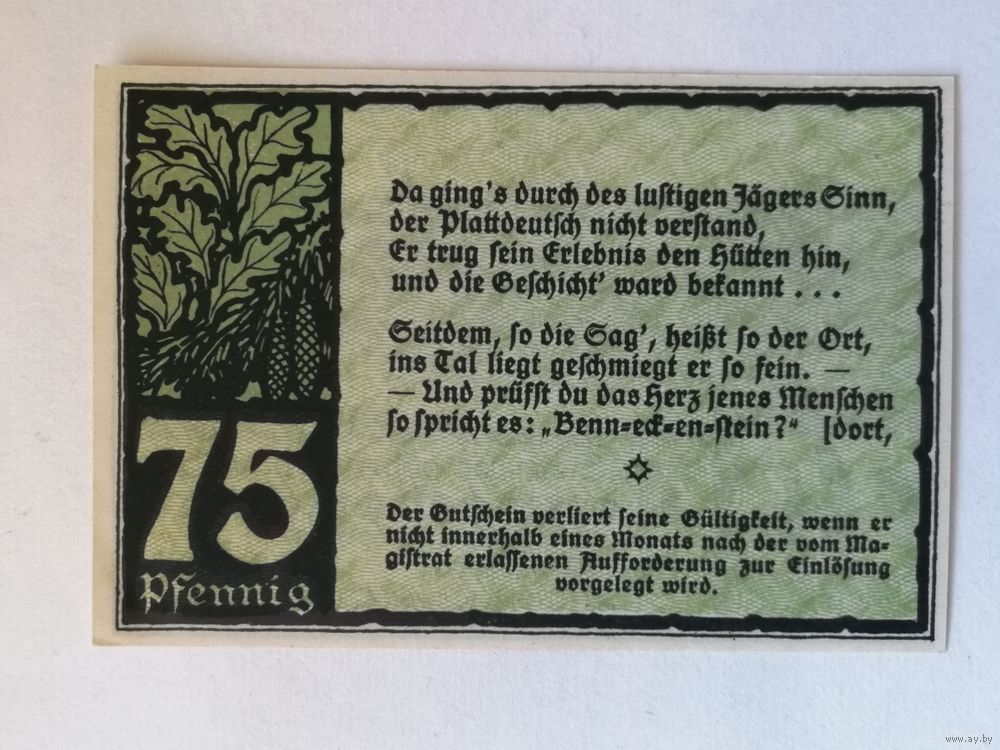 Da ging's durch des lustigen Jägers Sinn,
der Plattdeutsch nicht verstand,
Er trug sein Erlebnis den Hütten hin,
und die Geschicht' ward bekannt . . .
Seitdem, so die Sag', heißt so der Ort,
ins Tal liegt geschmiegt er so fein. —
— Und prüfst du das Herz jenes Menschen
so spricht es: „Benn=eck=en=stein?“ [dort,
Der Gutschein verliert seine Gültigkeit, wenn er
nicht innerhalb eines Monats nach der vom Ma=
gistrat erlassenen Aufforderung zur Einlösung
vorgelegt wird.
75
Pfennig
www.ay.by